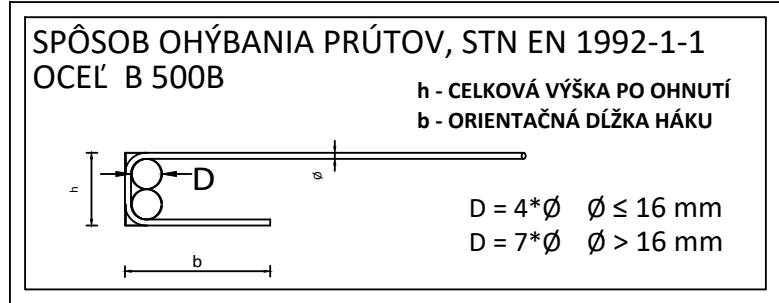 SPÔSOB OHÝBANIA PRÚTOV, STN EN 1992-1-1
OCEĽ B 500B
h - CELKOVÁ VÝŠKA PO OHNUTÍ
b - ORIENTAČNÁ DĹŽKA HÁKU
h
D
Ø
b
D = 4*Ø Ø ≤ 16 mm
D = 7*Ø Ø > 16 mm